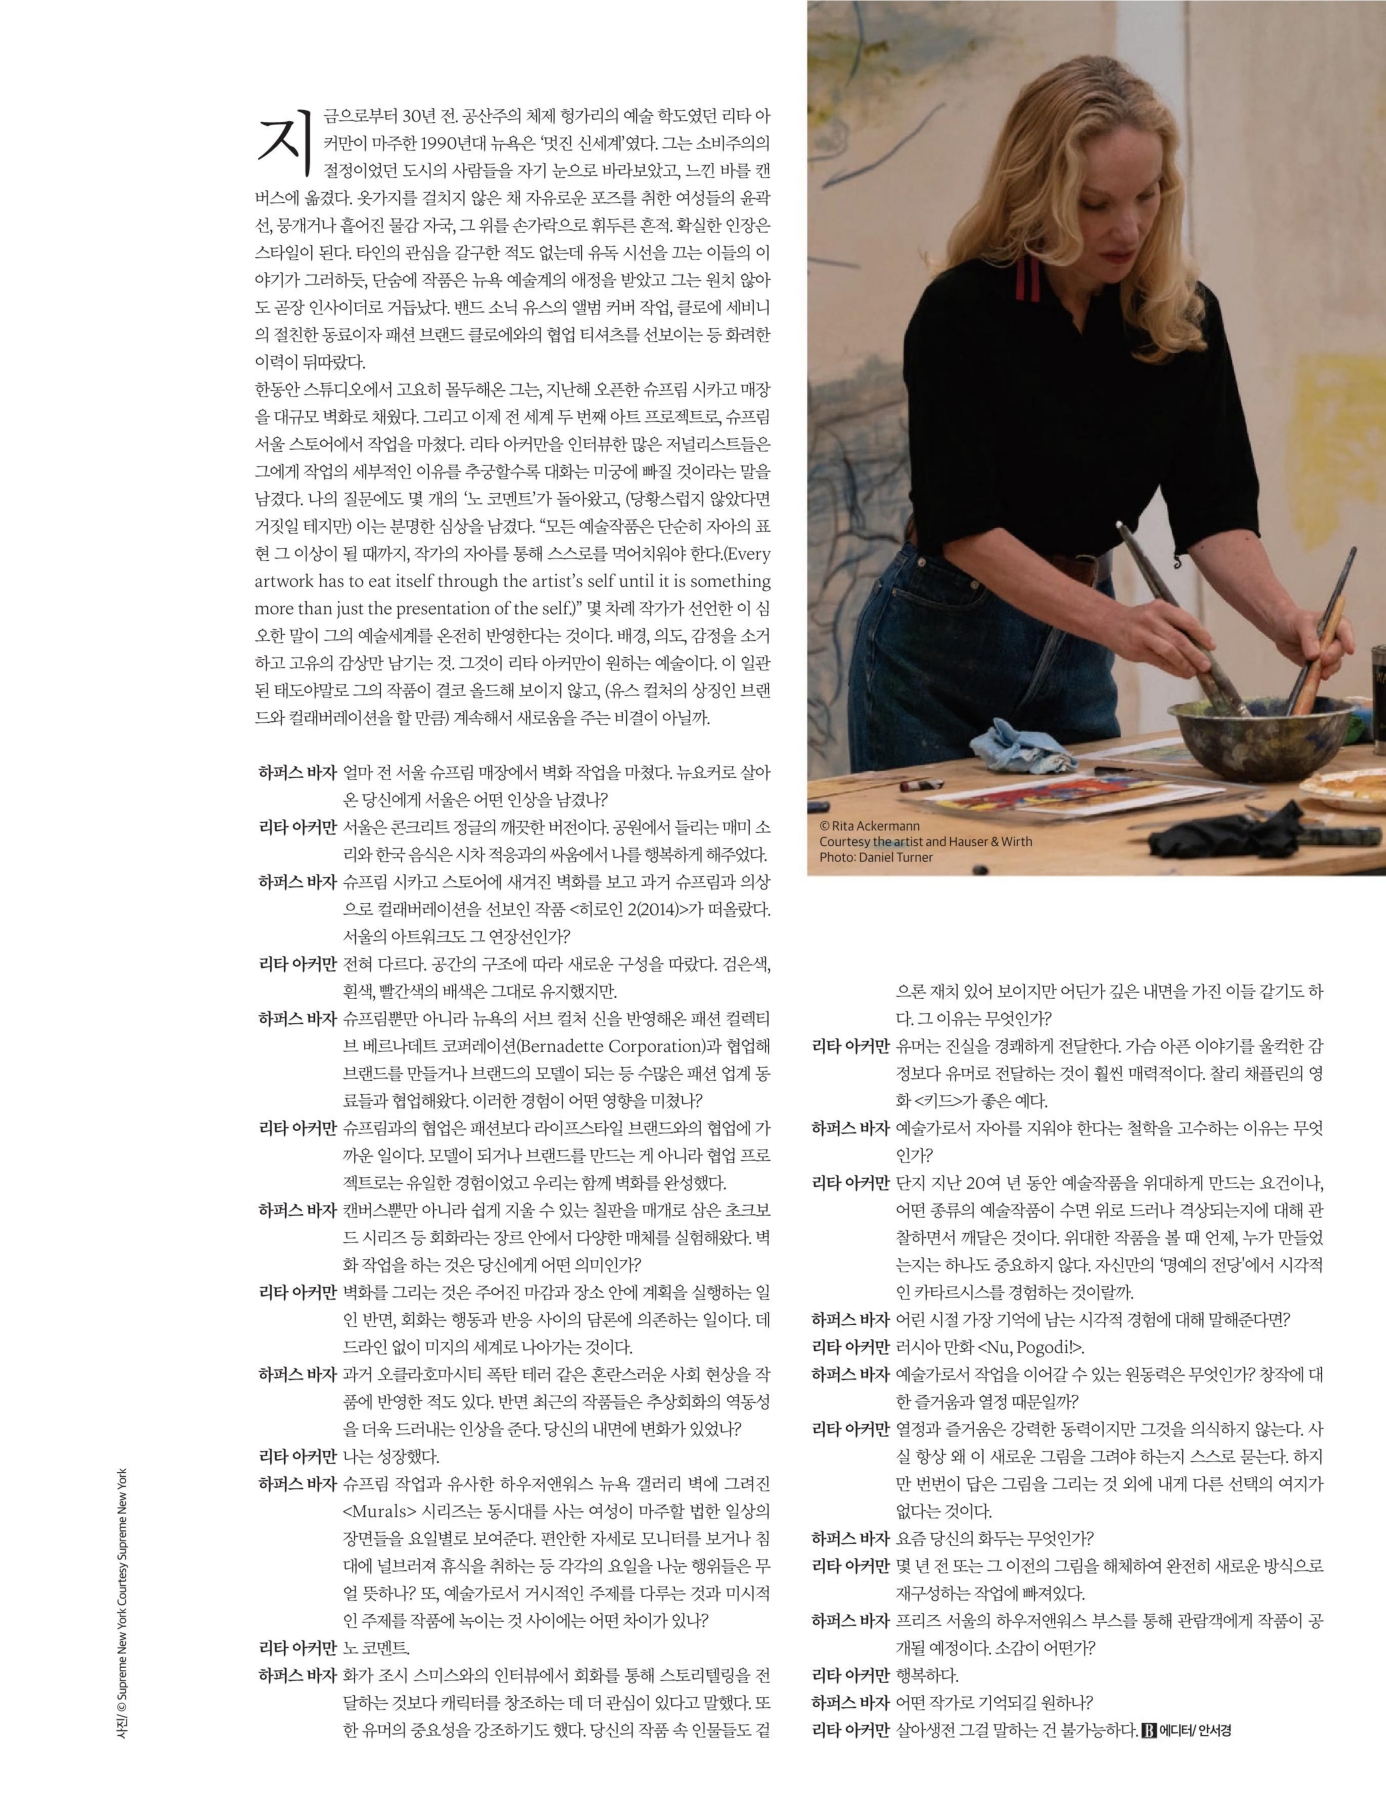 지금으로부터 30년 전. 공산주의 체제 헝가리의 예술 학도였던 리타 아
커만이 마주한 1990년대 뉴욕은 ‘멋진 신세계’였다. 그는 소비주의의
절정이었던 도시의 사람들을 자기 눈으로 바라보았고, 느낀 바를 캔
버스에 옮겼다. 옷가지를 걸치지 않은 채 자유로운 포즈를 취한 여성들의 윤곽
선, 뭉개거나 흩어진 물감 자국, 그 위를 손가락으로 휘두른 흔적. 확실한 인장은
스타일이 된다. 타인의 관심을 갈구한 적도 없는데 유독 시선을 끄는 이들의 이
야기가 그러하듯, 단숨에 작품은 뉴욕 예술계의 애정을 받았고 그는 원치 않아
도 곧장 인사이더로 거듭났다. 밴드 소닉 유스의 앨범 커버 작업, 클로에 세비니
의 절친한 동료이자 패션 브랜드 클로에와의 협업 티셔츠를 선보이는 등 화려한
이력이 뒤따랐다.
한동안 스튜디오에서 고요히 몰두해온 그는, 지난해 오픈한 슈프림 시카고 매장
을 대규모 벽화로 채웠다. 그리고 이제 전 세계 두 번째 아트 프로젝트로, 슈프림
서울 스토어에서 작업을 마쳤다. 리타 아커만을 인터뷰한 많은 저널리스트들은
그에게 작업의 세부적인 이유를 추궁할수록 대화는 미궁에 빠질 것이라는 말을
남겼다. 나의 질문에도 몇 개의 ‘노 코멘트’가 돌아왔고, (당황스럽지 않았다면
거짓일 테지만) 이는 분명한 심상을 남겼다. “모든 예술작품은 단순히 자아의 표
현 그 이상이 될 때까지, 작가의 자아를 통해 스스로를 먹어치워야 한다.(Every
artwork has to eat itself through the artist’s self until it is something
more than just the presentation of the self.)” 몇 차례 작가가 선언한 이 심
오한 말이 그의 예술세계를 온전히 반영한다는 것이다. 배경, 의도, 감정을 소거
하고 고유의 감상만 남기는 것. 그것이 리타 아커만이 원하는 예술이다. 이 일관
된 태도야말로 그의 작품이 결코 올드해 보이지 않고, (유스 컬처의 상징인 브랜
드와 컬래버레이션을 할 만큼) 계속해서 새로움을 주는 비결이 아닐까.
하퍼스 바자 얼마 전 서울 슈프림 매장에서 벽화 작업을 마쳤다. 뉴요커로 살아
온 당신에게 서울은 어떤 인상을 남겼나?
리타 아커만 서울은 콘크리트 정글의 깨끗한 버전이다. 공원에서 들리는 매미 소
리와 한국 음식은 시차 적응과의 싸움에서 나를 행복하게 해주었다.
하퍼스 바자 슈프림 시카고 스토어에 새겨진 벽화를 보고 과거 슈프림과 의상
으로 컬래버레이션을 선보인 작품 <히로인 2(2014)>가 떠올랐다.
서울의 아트워크도 그 연장선인가?
리타 아커만 전혀 다르다. 공간의 구조에 따라 새로운 구성을 따랐다. 검은색,
흰색, 빨간색의 배색은 그대로 유지했지만.
하퍼스 바자 슈프림뿐만 아니라 뉴욕의 서브 컬처 신을 반영해온 패션 컬렉티
브 베르나데트 코퍼레이션(Bernadette Corporation)과 협업해
브랜드를 만들거나 브랜드의 모델이 되는 등 수많은 패션 업계 동
료들과 협업해왔다. 이러한 경험이 어떤 영향을 미쳤나?
리타 아커만 슈프림과의 협업은 패션보다 라이프스타일 브랜드와의 협업에 가
까운 일이다. 모델이 되거나 브랜드를 만드는 게 아니라 협업 프로
젝트로는 유일한 경험이었고 우리는 함께 벽화를 완성했다.
하퍼스 바자 캔버스뿐만 아니라 쉽게 지울 수 있는 칠판을 매개로 삼은 초크보
드 시리즈 등 회화라는 장르 안에서 다양한 매체를 실험해왔다. 벽
화 작업을 하는 것은 당신에게 어떤 의미인가?
리타 아커만 벽화를 그리는 것은 주어진 마감과 장소 안에 계획을 실행하는 일
인 반면, 회화는 행동과 반응 사이의 담론에 의존하는 일이다. 데
드라인 없이 미지의 세계로 나아가는 것이다.
하퍼스 바자 과거 오클라호마시티 폭탄 테러 같은 혼란스러운 사회 현상을 작
품에 반영한 적도 있다. 반면 최근의 작품들은 추상회화의 역동성
을 더욱 드러내는 인상을 준다. 당신의 내면에 변화가 있었나?
리타 아커만 나는 성장했다.
하퍼스 바자 슈프림 작업과 유사한 하우저앤워스 뉴욕 갤러리 벽에 그려진
<Murals> 시리즈는 동시대를 사는 여성이 마주할 법한 일상의
장면들을 요일별로 보여준다. 편안한 자세로 모니터를 보거나 침
대에 널브러져 휴식을 취하는 등 각각의 요일을 나눈 행위들은 무
얼 뜻하나? 또, 예술가로서 거시적인 주제를 다루는 것과 미시적
인 주제를 작품에 녹이는 것 사이에는 어떤 차이가 있나?
리타 아커만 노 코멘트.
하퍼스 바자 화가 조시 스미스와의 인터뷰에서 회화를 통해 스토리텔링을 전
달하는 것보다 캐릭터를 창조하는 데 더 관심이 있다고 말했다. 또
한 유머의 중요성을 강조하기도 했다. 당신의 작품 속 인물들도 겉
© Rita Ackermann
Courtesy the artist and Hauser & Wirth
Photo: Daniel Turner
으론 재치 있어 보이지만 어딘가 깊은 내면을 가진 이들 같기도 하
다. 그 이유는 무엇인가?
리타 아커만 유머는 진실을 경쾌하게 전달한다. 가슴 아픈 이야기를 울컥한 감
정보다 유머로 전달하는 것이 훨씬 매력적이다. 찰리 채플린의 영
화 <키드>가 좋은 예다.
하퍼스 바자 예술가로서 자아를 지워야 한다는 철학을 고수하는 이유는 무엇
인가?
리타 아커만 단지 지난 20여 년 동안 예술작품을 위대하게 만드는 요건이나,
어떤 종류의 예술작품이 수면 위로 드러나 격상되는지에 대해 관
찰하면서 깨달은 것이다. 위대한 작품을 볼 때 언제, 누가 만들었
는지는 하나도 중요하지 않다. 자신만의 ‘명예의 전당’에서 시각적
인 카타르시스를 경험하는 것이랄까.
하퍼스 바자 어린 시절 가장 기억에 남는 시각적 경험에 대해 말해준다면?
리타 아커만 러시아 만화 <Nu, Pogodi!>.
하퍼스 바자 예술가로서 작업을 이어갈 수 있는 원동력은 무엇인가? 창작에 대
한 즐거움과 열정 때문일까?
리타 아커만 열정과 즐거움은 강력한 동력이지만 그것을 의식하지 않는다. 사
실 항상 왜 이 새로운 그림을 그려야 하는지 스스로 묻는다. 하지
만 번번이 답은 그림을 그리는 것 외에 내게 다른 선택의 여지가
없다는 것이다.
하퍼스 바자 요즘 당신의 화두는 무엇인가?
리타 아커만 몇 년 전 또는 그 이전의 그림을 해체하여 완전히 새로운 방식으로
재구성하는 작업에 빠져있다.
하퍼스 바자 프리즈 서울의 하우저앤워스 부스를 통해 관람객에게 작품이 공
개될 예정이다. 소감이 어떤가?
리타 아커만 행복하다.
하퍼스 바자 어떤 작가로 기억되길 원하나?
리타 아커만 살아생전 그걸 말하는 건 불가능하다. B 에디터/ 안서경
사진/ © Supreme New York Courtesy Supreme New York